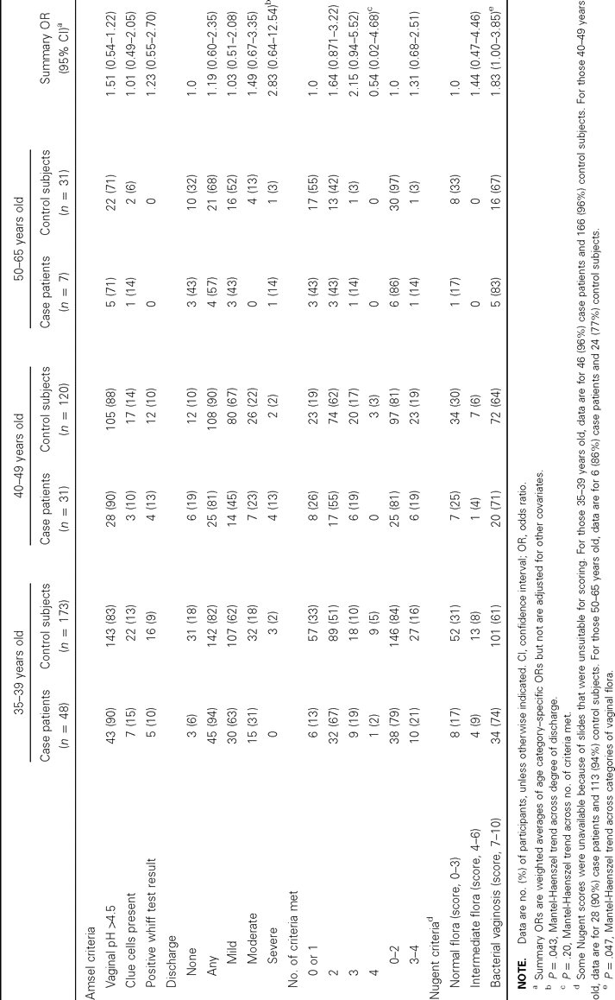 35–39 years old 40–49 years old 50–65 years old
Case patients Control subjects Case patients Control subjects Case patients Control subjects Summary OR
(n = 48) (n = 173) (n = 31) (n = 120) (n = 7) (n = 31) (95% CI)a
Amsel criteria
Vaginal pH >4.5 43 (90) 143 (83) 28 (90) 105 (88) 5 (71) 22 (71) 1.51 (0.54–1.22)
Clue cells present 7 (15) 22 (13) 3 (10) 17 (14) 1 (14) 2 (6) 1.01 (0.49–2.05)
Positive whiff test result 5 (10) 16 (9) 4 (13) 12 (10) 0 0 1.23 (0.55–2.70)
Discharge
None 3 (6) 31 (18) 6 (19) 12 (10) 3 (43) 10 (32) 1.0
Any 45 (94) 142 (82) 25 (81) 108 (90) 4 (57) 21 (68) 1.19 (0.60–2.35)
Mild 30 (63) 107 (62) 14 (45) 80 (67) 3 (43) 16 (52) 1.03 (0.51–2.08)
Moderate 15 (31) 32 (18) 7 (23) 26 (22) 0 4 (13) 1.49 (0.67–3.35)
Severe 0 3 (2) 4 (13) 2 (2) 1 (14) 1 (3) 2.83 (0.64–12.54)b
No. of criteria met
0 or 1 6 (13) 57 (33) 8 (26) 23 (19) 3 (43) 17 (55) 1.0
2 32 (67) 89 (51) 17 (55) 74 (62) 3 (43) 13 (42) 1.64 (0.871–3.22)
3 9 (19) 18 (10) 6 (19) 20 (17) 1 (14) 1 (3) 2.15 (0.94–5.52)
4 1 (2) 9 (5) 0 3 (3) 0 0 0.54 (0.02–4.68)c
0–2 38 (79) 146 (84) 25 (81) 97 (81) 6 (86) 30 (97) 1.0
3–4 10 (21) 27 (16) 6 (19) 23 (19) 1 (14) 1 (3) 1.31 (0.68–2.51)
Nugent criteriad
Normal flora (score, 0–3) 8 (17) 52 (31) 7 (25) 34 (30) 1 (17) 8 (33) 1.0
Intermediate flora (score, 4–6) 4 (9) 13 (8) 1 (4) 7 (6) 0 0 1.44 (0.47–4.46)
Bacterial vaginosis (score, 7–10) 34 (74) 101 (61) 20 (71) 72 (64) 5 (83) 16 (67) 1.83 (1.00–3.85)e
NOTE. Data are no. (%) of participants, unless otherwise indicated. CI, confidence interval; OR, odds ratio.
a Summary ORs are weighted averages of age category–specific ORs but not are adjusted for other covariates.
b P = .043, Mantel-Haenszel trend across degree of discharge.
c P = .20, Mantel-Haenszel trend across no. of criteria met.
d Some Nugent scores were unavailable because of slides that were unsuitable for scoring. For those 35–39 years old, data are for 46 (96%) case patients and 166 (96%) control subjects. For those 40–49 years
old, data are for 28 (90%) case patients and 113 (94%) control subjects. For those 50–65 years old, data are for 6 (86%) case patients and 24 (77%) control subjects.
e P = .047, Mantel-Haenszel trend across categories of vaginal flora.